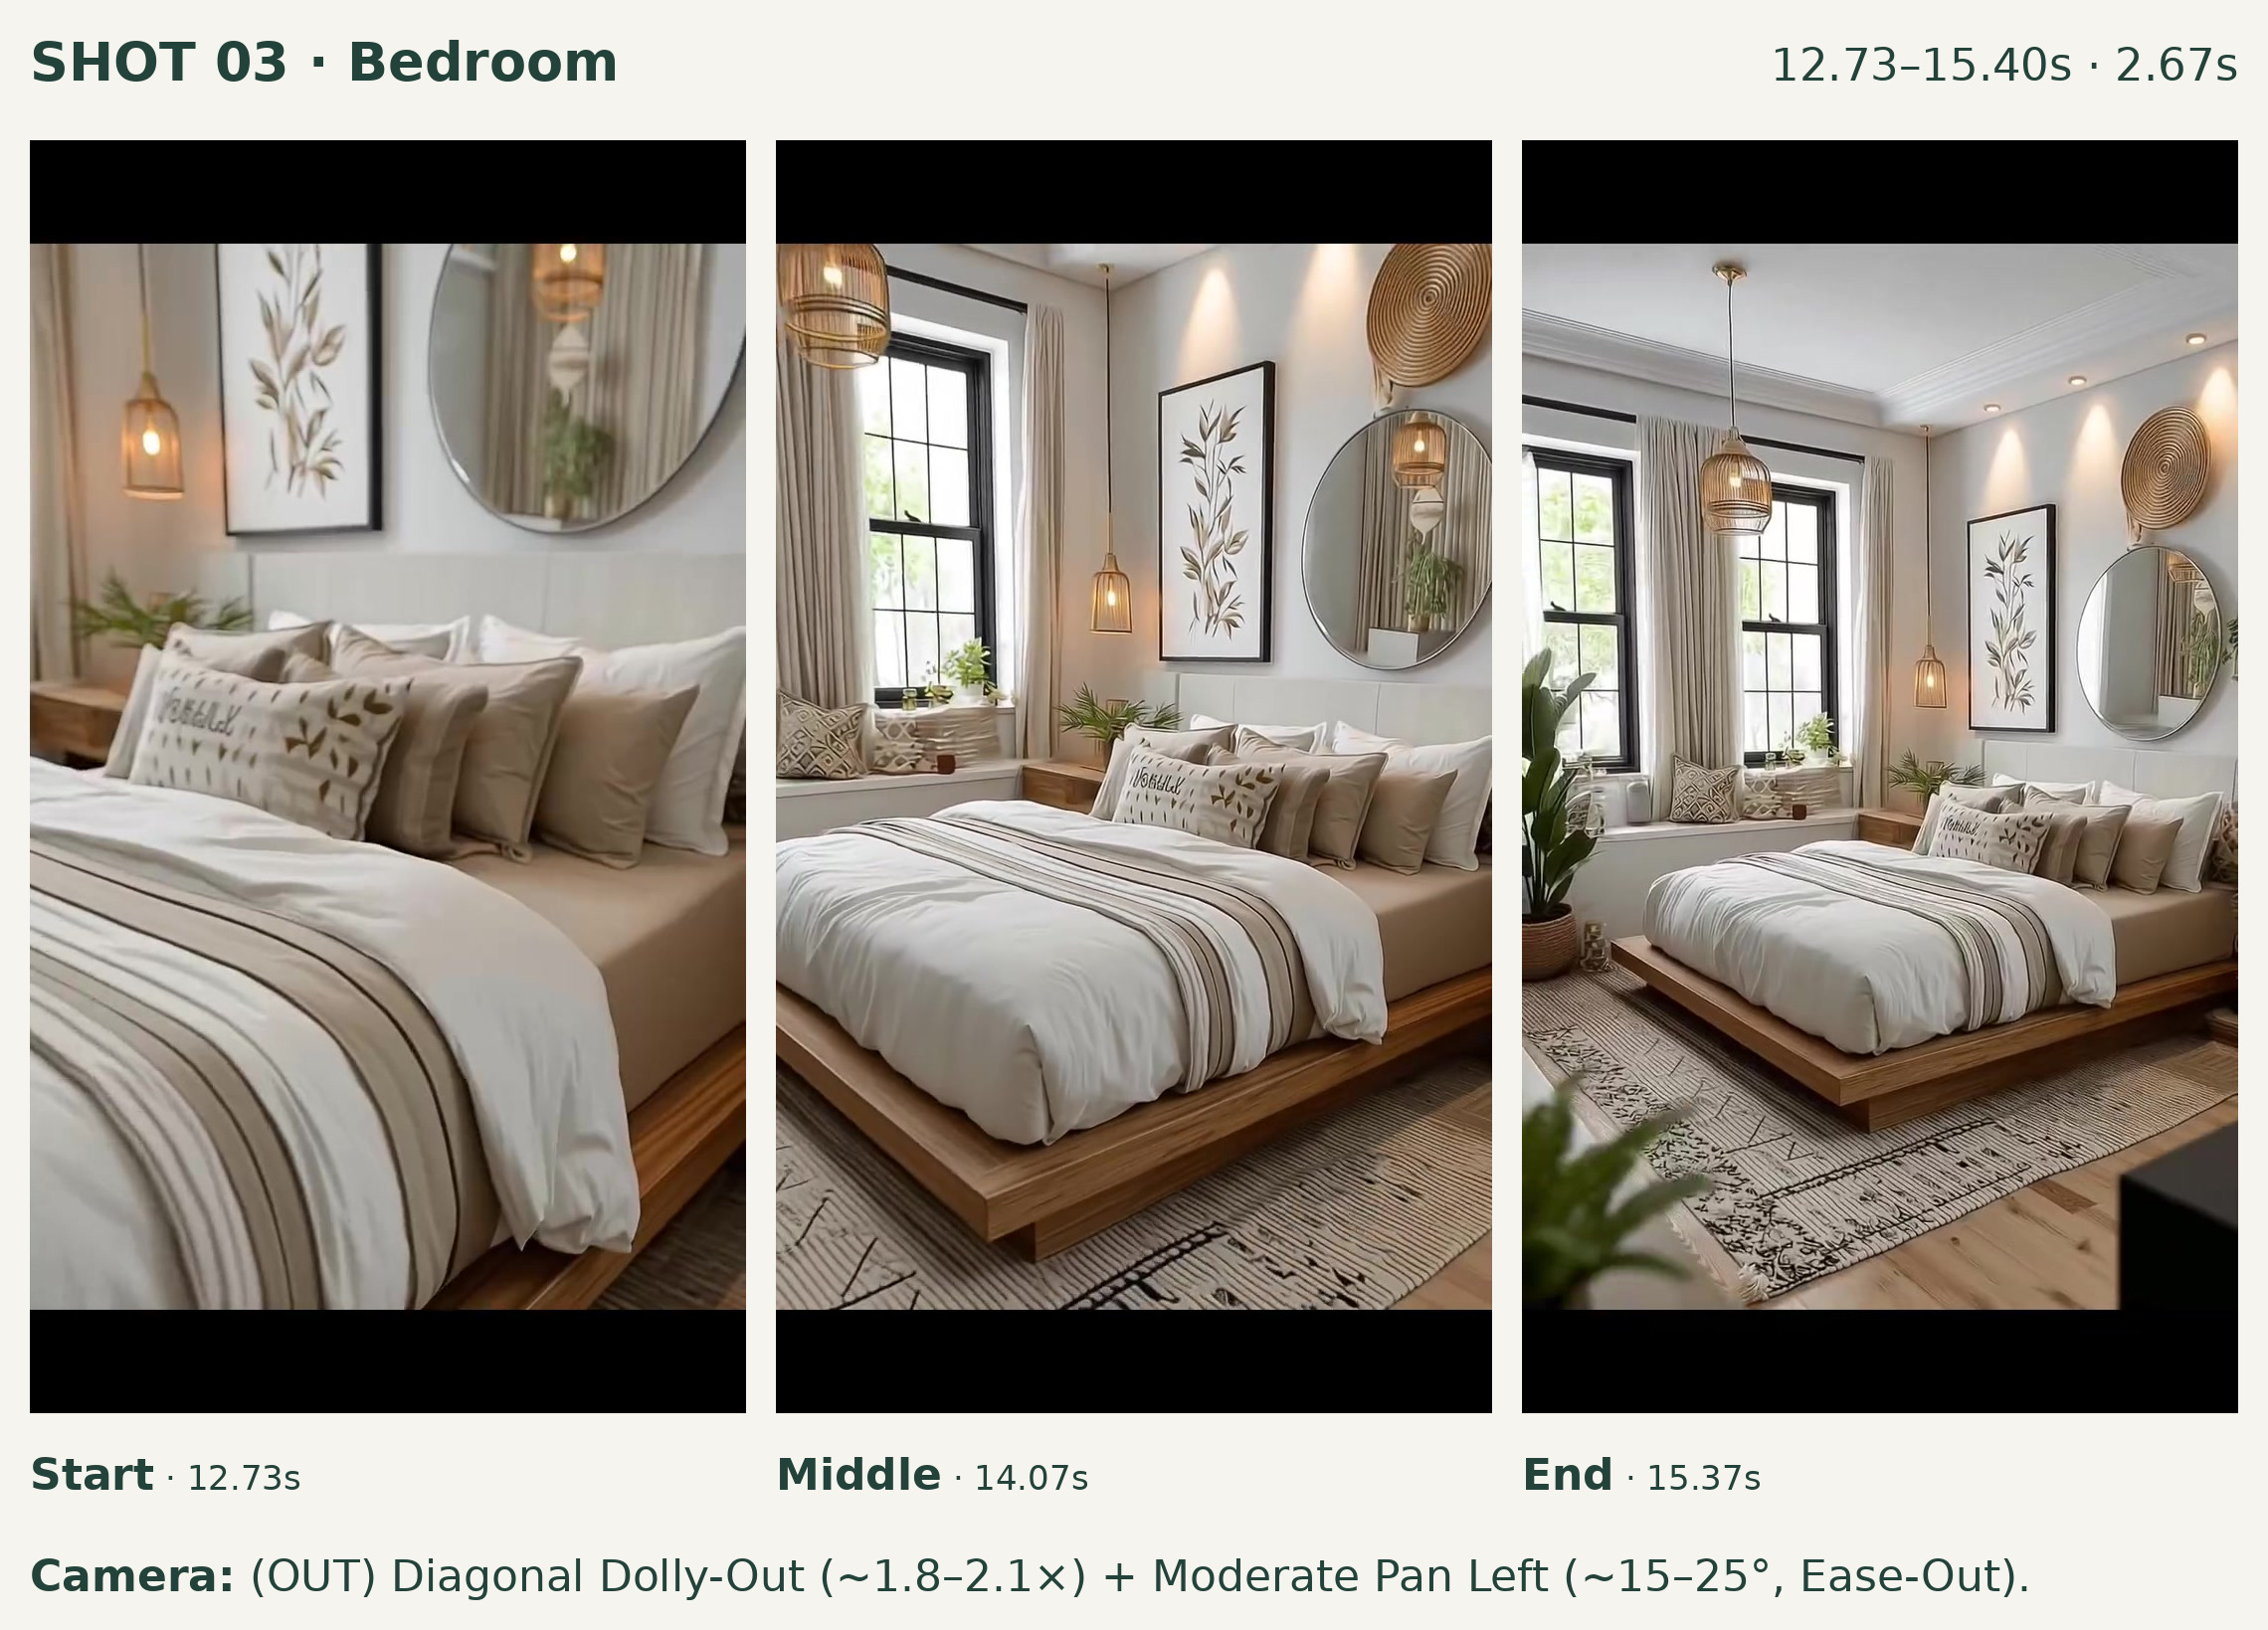 SHOT 03 · Bedroom
12.73–15.40s · 2.67s
Start · 12.73s
Middle · 14.07s
End · 15.37s
Camera: (OUT) Diagonal Dolly-Out (~1.8–2.1×) + Moderate Pan Left (~15–25°, Ease-Out).